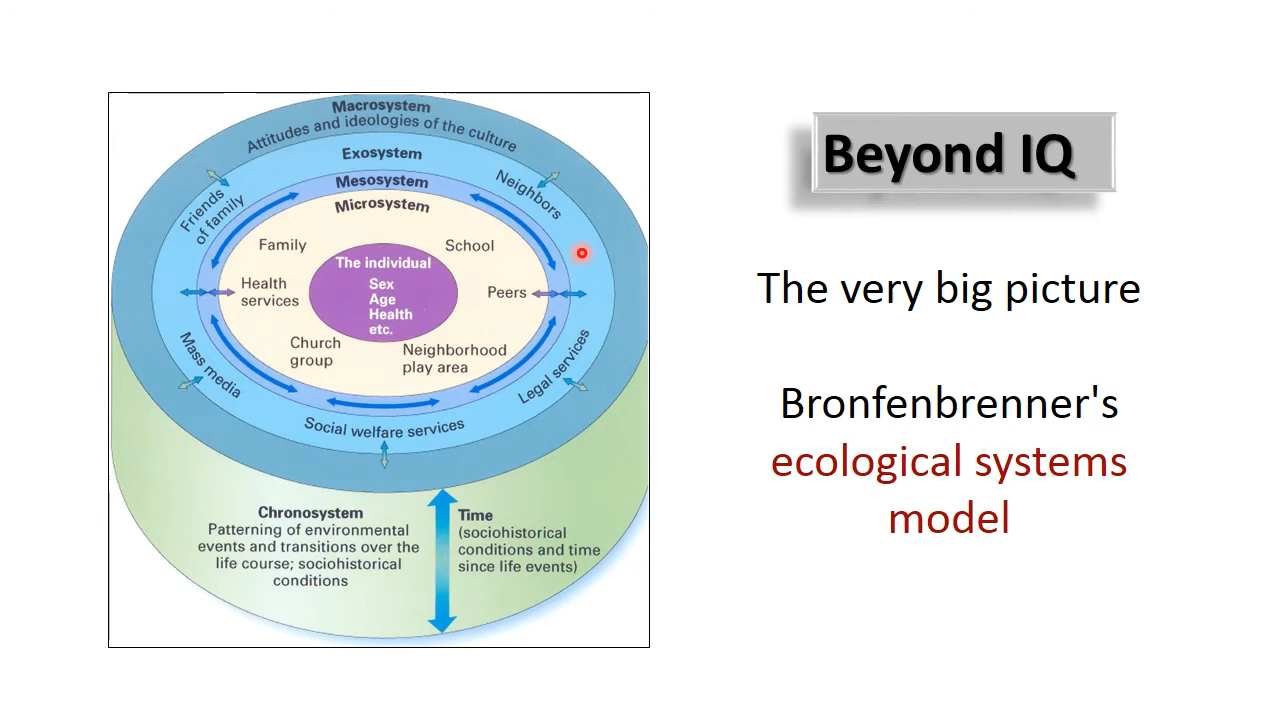 Macrosystem
Attitudes and ideologies of the culture
Exosystem
Mesosystem
Microsystem
Friends
of family
Neighbors
Family
School
The individual
Sex
Age
Health
etc.
Health
services
Peers
Church
group
Neighborhood
play area
Mass media
Legal services
Social welfare services
Chronosystem
Patterning of environmental
events and transitions over the
life course; sociohistorical
conditions
Time
(sociohistorical
conditions and time
since life events)
Beyond IQ
The very big picture
Bronfenbrenner's
ecological systems
model